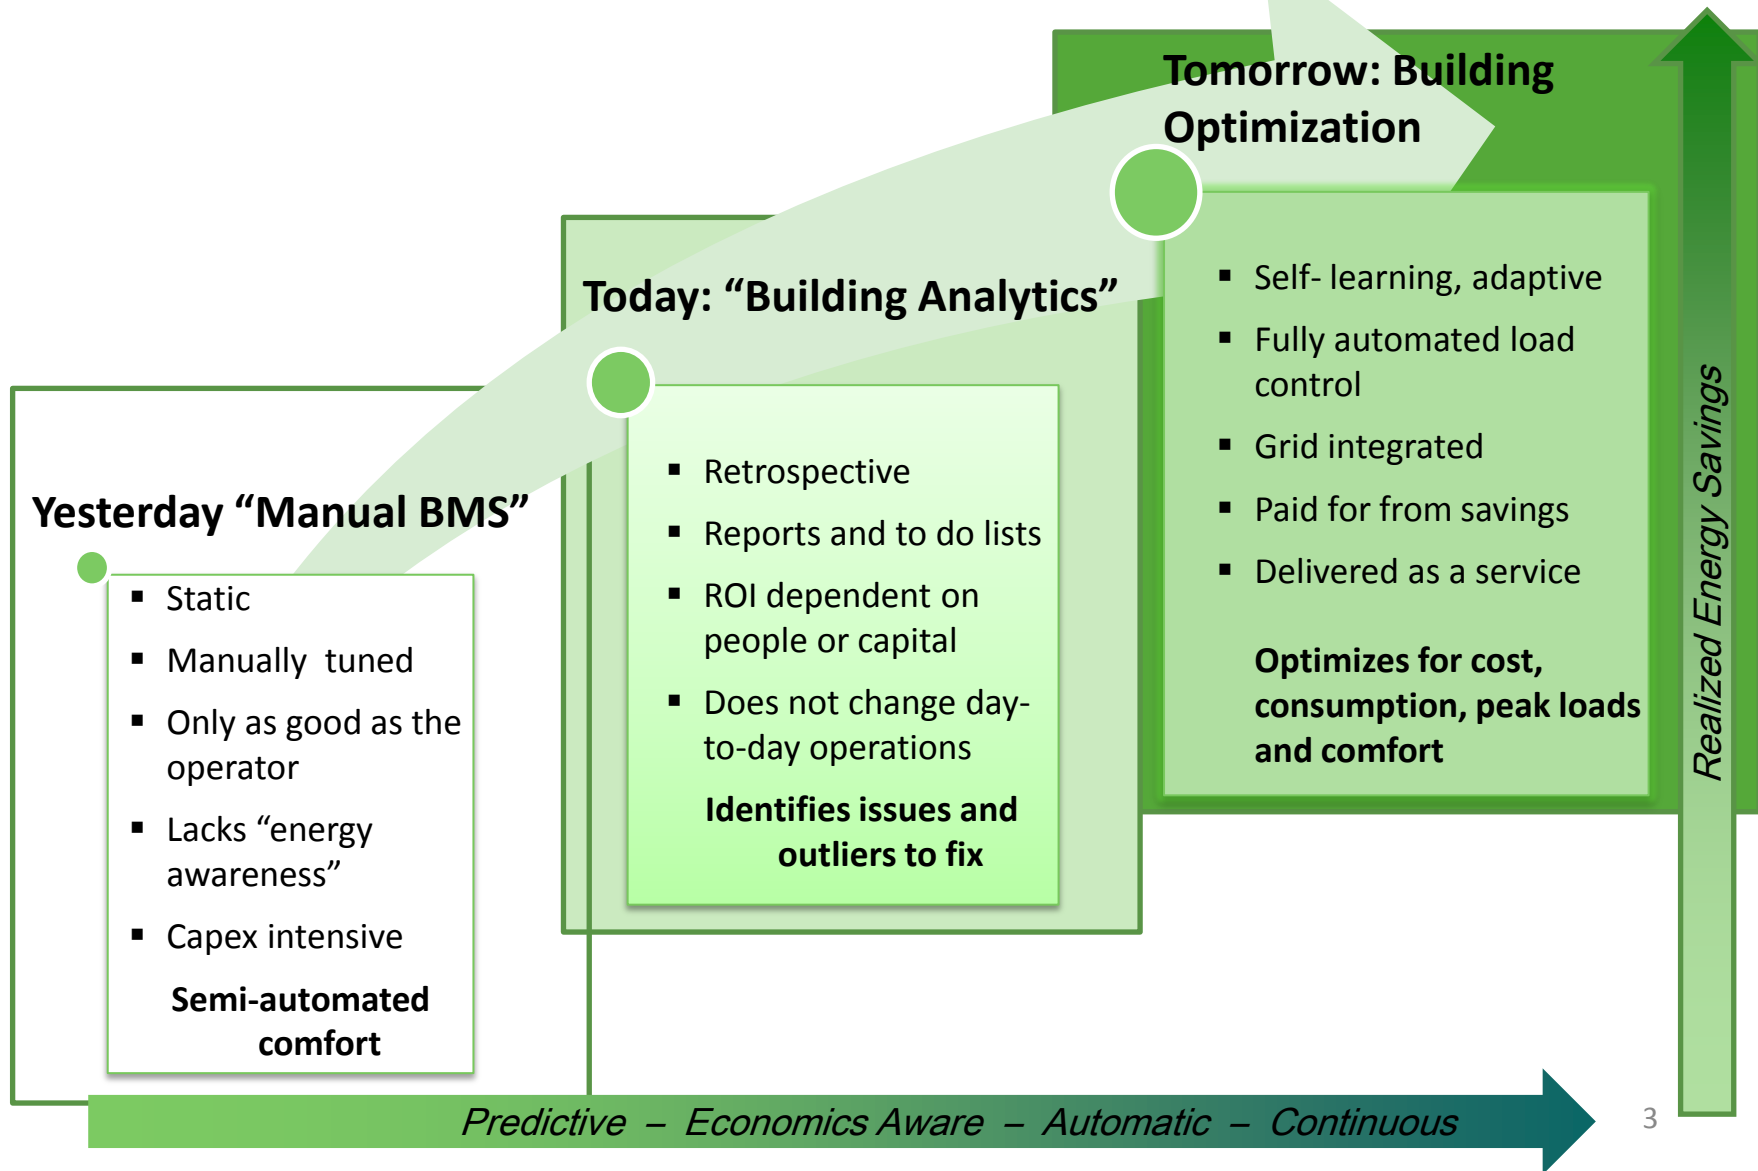 Tomorrow: Building
Optimization
▪ Self- learning, adaptive
▪ Fully automated load
control
▪ Grid integrated
▪ Paid for from savings
▪ Delivered as a service
Optimizes for cost,
consumption, peak loads
and comfort
Today: “Building Analytics”
▪ Retrospective
▪ Reports and to do lists
▪ ROI dependent on
people or capital
▪ Does not change day-
to-day operations
Identifies issues and
outliers to fix
Yesterday “Manual BMS”
▪ Static
▪ Manually  tuned
▪ Only as good as the
operator
▪ Lacks “energy
awareness”
▪ Capex intensive
Semi-automated
comfort
Realized Energy Savings
Predictive – Economics Aware – Automatic – Continuous
3